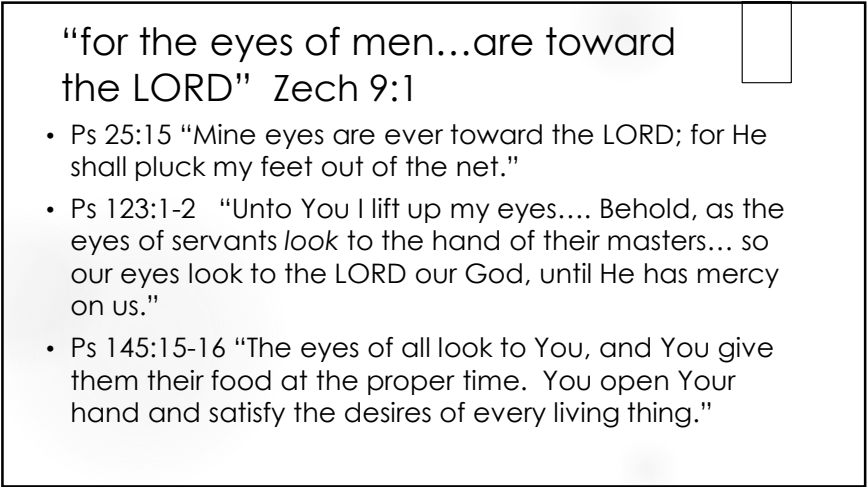 “for the eyes of men…are toward
the LORD”  Zech 9:1
• Ps 25:15 “Mine eyes are ever toward the LORD; for He
shall pluck my feet out of the net.”
• Ps 123:1-2   “Unto You I lift up my eyes…. Behold, as the
eyes of servants look to the hand of their masters… so
our eyes look to the LORD our God, until He has mercy
on us.”
• Ps 145:15-16 “The eyes of all look to You, and You give
them their food at the proper time.  You open Your
hand and satisfy the desires of every living thing.”